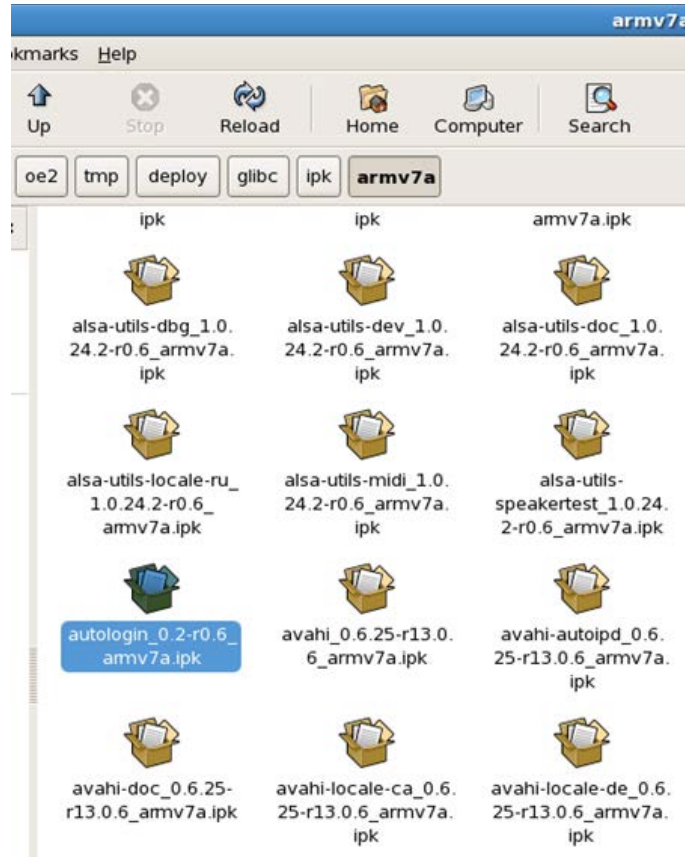 armv7a
kmarks Help
Up Stop Reload Home Computer Search
oe2 tmp deploy glibc ipk armv7a
ipk ipk armv7a.ipk
alsa-utils-dbg_1.0. alsa-utils-dev_1.0. alsa-utils-doc_1.0.
24.2-r0.6_armv7a. 24.2-r0.6_armv7a. 24.2-r0.6_armv7a.
ipk ipk ipk
alsa-utils-locale-ru_ alsa-utils-midi_1.0. alsa-utils-
1.0.24.2-r0.6_ 24.2-r0.6_armv7a. speakertest_1.0.24.
armv7a.ipk ipk 2-r0.6_armv7a.ipk
autologin_0.2-r0.6_ avahi_0.6.25-r13.0. avahi-autoipd_0.6.
armv7a.ipk 6_armv7a.ipk 25-r13.0.6_armv7a.
ipk
avahi-doc_0.6.25- avahi-locale-ca_0.6. avahi-locale-de_0.6.
r13.0.6_armv7a.ipk 25-r13.0.6_armv7a. 25-r13.0.6_armv7a.
ipk ipk